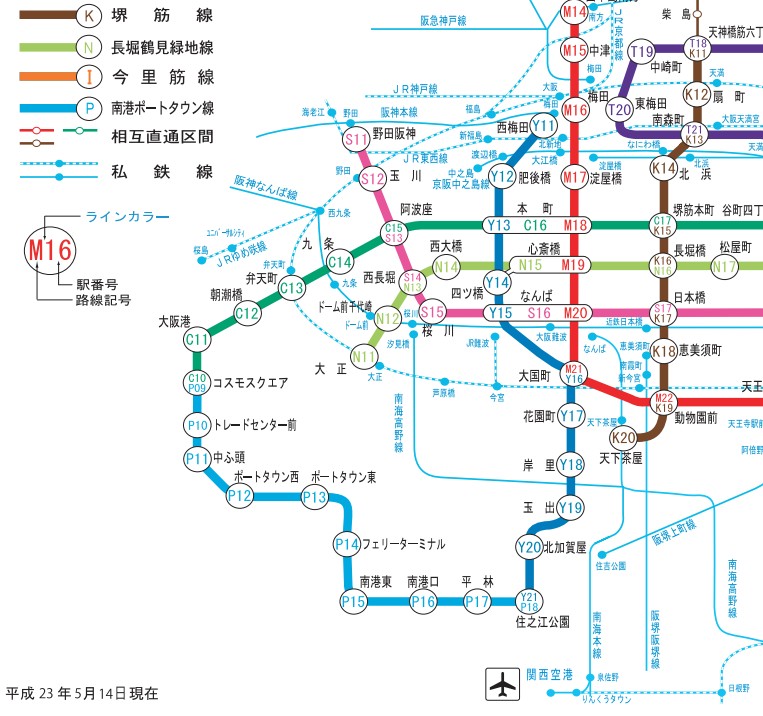 K 堺筋線
N 長堀鶴見緑地線
I 今里筋線
P 南港ポートタウン線
相互直通区間
私鉄線
ラインカラー
M16
駅番号
路線記号
阪急神戸線
JR神戸線
阪神本線
JR東西線
阪神なんば線
JRゆめ咲線
京阪中之島線
JR京都線
M14
南方
M15 中津
梅田
大阪
梅田
M16 梅田
福島
新福島
北新地
海老江
野田
S11 野田阪神
野田
S12 玉川
西梅田 Y11
渡辺橋
大江橋
中之島
Y12 肥後橋
M17 淀屋橋
淀屋橋
T19 中崎町
T20 東梅田
柴島
天神橋筋六丁
T18
K11
天満
K12 扇町
南森町
T21
K13
大阪天満宮
なにわ橋
K14 北浜
北浜
天満
阿波座
C15
S13
本町
Y13 C16 M18
堺筋本町
C17
K15
谷町四丁
九条
C14
西九条
ユニバーサルシティ
桜島
弁天町
弁天町
C13
九条
朝潮橋
C12
大阪港
C11
C10
P09
コスモスクエア
P10 トレードセンター前
P11 中ふ頭
ポートタウン西
P12
ポートタウン東
P13
P14 フェリーターミナル
南港東
P15
南港口
P16
平林
P17
Y21
P18
住之江公園
西大橋
N14
心斎橋
N15 M19
長堀橋
K16
N16
松屋町
N17
西長堀
S14
N13
四ツ橋
Y14
なんば
Y15 S16 M20
ドーム前千代崎
N12
ドーム前
桜川
S15
桜川
汐見橋
大正
N11
大正
芦原橋
今宮
JR難波
大阪難波
なんば
近鉄日本橋
S17
K17
日本橋
恵美須町
K18 恵美須町
南霞町
新今宮
大国町
M21
Y16
M22
K19
動物園前
天王
天王寺駅前
阿倍野
天下茶屋
K20
天下茶屋
花園町 Y17
岸里 Y18
玉出 Y19
Y20 北加賀屋
南海高野線
住吉公園
阪堺上町線
南海高野線
南海本線
阪堺阪堺線
関西空港
泉佐野
りんくうタウン
日根野
平成23年5月14日現在